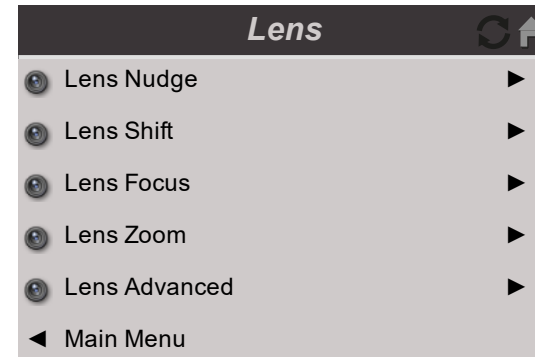 Lens
Lens Nudge
Lens Shift
Lens Focus
Lens Zoom
Lens Advanced
Main Menu